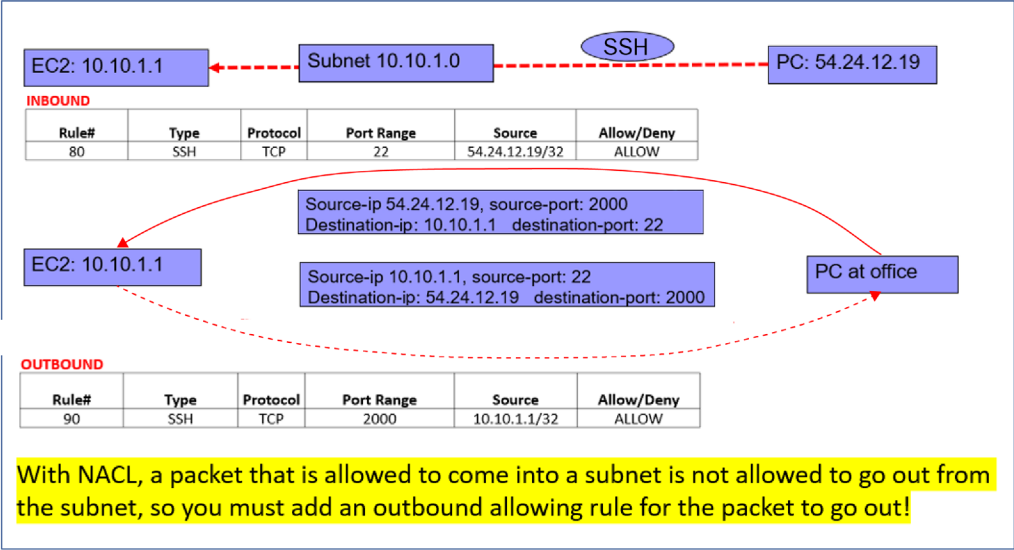 EC2: 10.10.1.1
Subnet 10.10.1.0
SSH
PC: 54.24.12.19
INBOUND
Rule# Type Protocol Port Range Source Allow/Deny
80 SSH TCP 22 54.24.12.19/32 ALLOW
Source-ip 54.24.12.19, source-port: 2000
Destination-ip: 10.10.1.1 destination-port: 22
EC2: 10.10.1.1
PC at office
Source-ip 10.10.1.1, source-port: 22
Destination-ip: 54.24.12.19 destination-port: 2000
OUTBOUND
Rule# Type Protocol Port Range Source Allow/Deny
90 SSH TCP 2000 10.10.1.1/32 ALLOW
With NACL, a packet that is allowed to come into a subnet is not allowed to go out from
the subnet, so you must add an outbound allowing rule for the packet to go out!